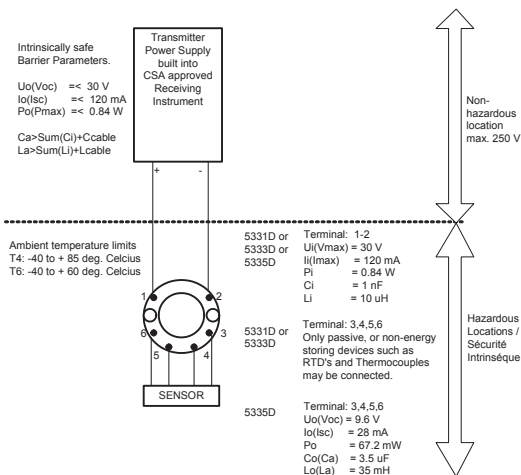 Intrinsically safe
Barrier Parameters.
Uo(Voc) =< 30 V
Io(Isc) =< 120 mA
Po(Pmax) =< 0.84 W
Ca>Sum(Ci)+Ccable
La>Sum(Li)+Lcable
Transmitter
Power Supply
built into
CSA approved
Receiving
Instrument
+ -
Non-
hazardous
location
max. 250 V
Ambient temperature limits
T4: -40 to + 85 deg. Celcius
T6: -40 to + 60 deg. Celcius
5331D or
5333D or
5335D
Terminal: 1-2
Ui(Vmax) = 30 V
Ii(Imax) = 120 mA
Pi = 0.84 W
Ci = 1 nF
Li = 10 uH
1 2
6 3
5 4
SENSOR
5331D or
5333D
Terminal: 3,4,5,6
Only passive, or non-energy
storing devices such as
RTD's and Thermocouples
may be connected.
Hazardous
Locations /
Sécurité
Intrinséque
5335D
Terminal: 3,4,5,6
Uo(Voc) = 9.6 V
Io(Isc) = 28 mA
Po = 67.2 mW
Co(Ca) = 3.5 uF
Lo(La) = 35 mH